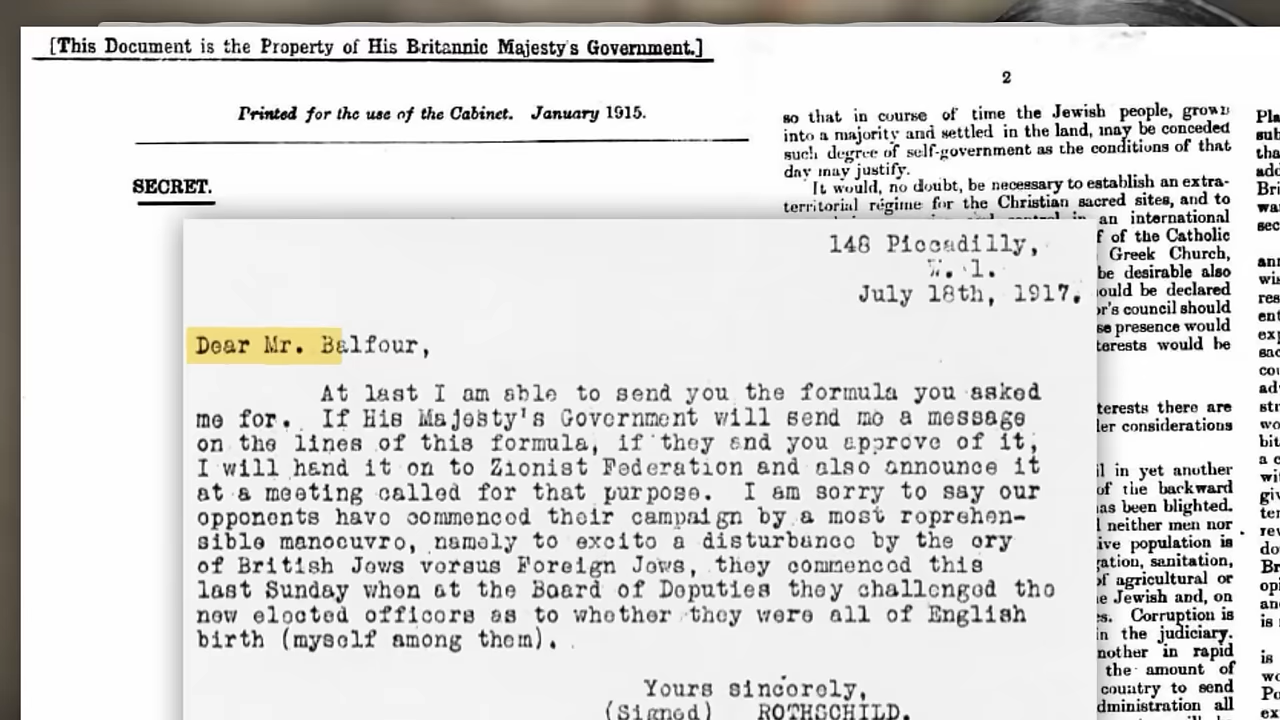 [This Document is the Property of His Britannic Majesty's Government.]
Printed for the use of the Cabinet. January 1915.
SECRET.
2
so that in course of time the Jewish people, grown
into a majority and settled in the land, may be conceded
such degree of self-government as the conditions of that
day may justify.
It would, no doubt, be necessary to establish an extra-
territorial régime for the Christian sacred sites, and to
in an international
of the Catholic
Greek Church,
be desirable also
ould be declared
or's council should
se presence would
terests would be
terests there are
der considerations
il in yet another
of the backward
as been blighted.
neither men nor
ive population is
gation, sanitation,
of agricultural or
e Jewish and, on
es. Corruption is
in the judiciary.
nother in rapid
the amount of
country to send
dministration all
148 Piccadilly,
W. 1.
July 18th, 1917.
Dear Mr. Balfour,
At last I am able to send you the formula you asked
me for. If His Majesty's Government will send me a message
on the lines of this formula, if they and you approve of it,
I will hand it on to Zionist Federation and also announce it
at a meeting called for that purpose. I am sorry to say our
opponents have commenced their campaign by a most reprehen-
sible manoeuvre, namely to excite a disturbance by the cry
of British Jews versus Foreign Jews, they commenced this
last Sunday when at the Board of Deputies they challenged the
new elected officers as to whether they were all of English
birth (myself among them).
Yours sincerely,
(Signed) ROTHSCHILD.